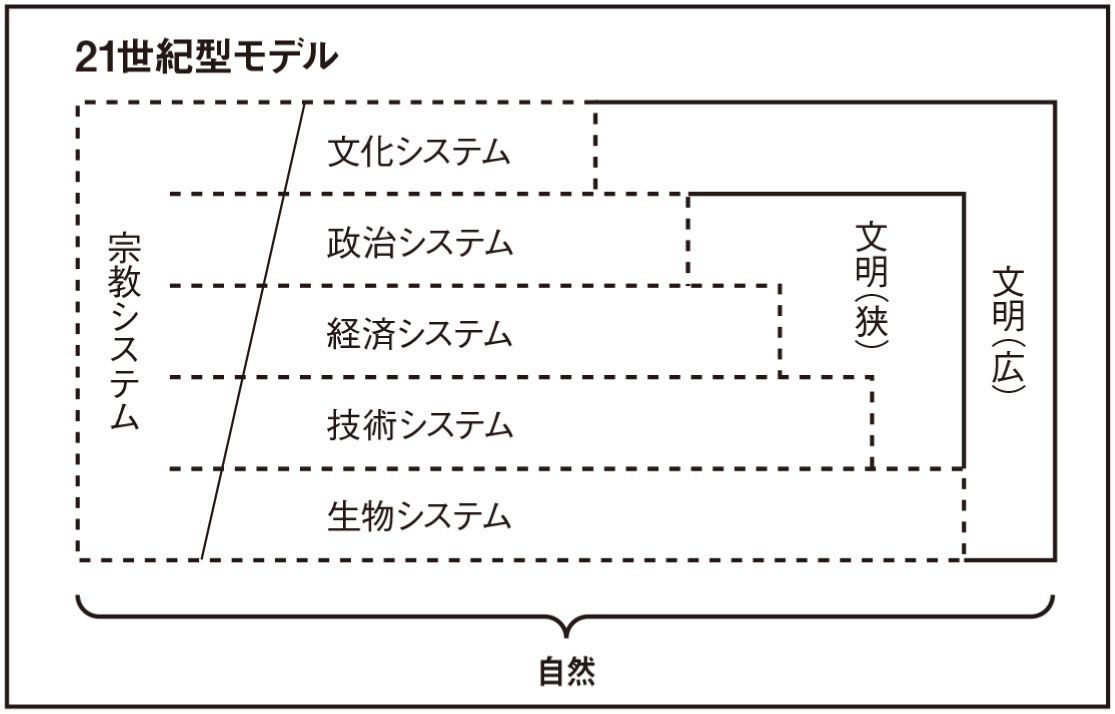 21世紀型モデル
宗教システム
文化システム
政治システム
経済システム
技術システム
生物システム
文明(狭)
文明(広)
自然